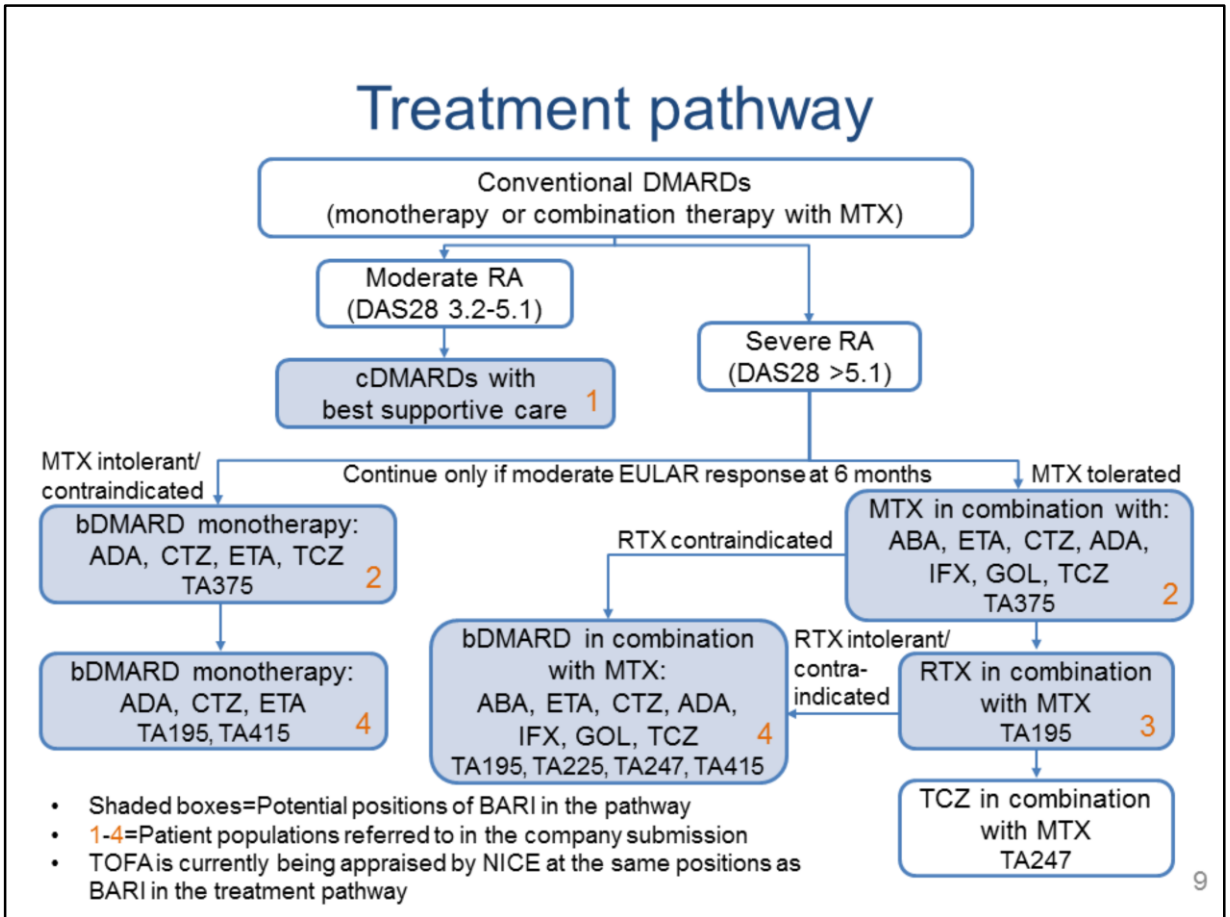 Treatment pathway
Conventional DMARDs
(monotherapy or combination therapy with MTX)
Moderate RA
(DAS28 3.2-5.1)
Severe RA
(DAS28 >5.1)
cDMARDs with
best supportive care
1
MTX intolerant/
contraindicated
Continue only if moderate EULAR response at 6 months
MTX tolerated
bDMARD monotherapy:
ADA, CTZ, ETA, TCZ
TA375
2
RTX contraindicated
MTX in combination with:
ABA, ETA, CTZ, ADA,
IFX, GOL, TCZ
TA375
2
bDMARD monotherapy:
ADA, CTZ, ETA
TA195, TA415
4
bDMARD in combination
with MTX:
ABA, ETA, CTZ, ADA,
IFX, GOL, TCZ
TA195, TA225, TA247, TA415
4
RTX intolerant/
contra-
indicated
RTX in combination
with MTX
TA195
3
TCZ in combination
with MTX
TA247
• Shaded boxes=Potential positions of BARI in the pathway
• 1-4=Patient populations referred to in the company submission
• TOFA is currently being appraised by NICE at the same positions as
BARI in the treatment pathway
9